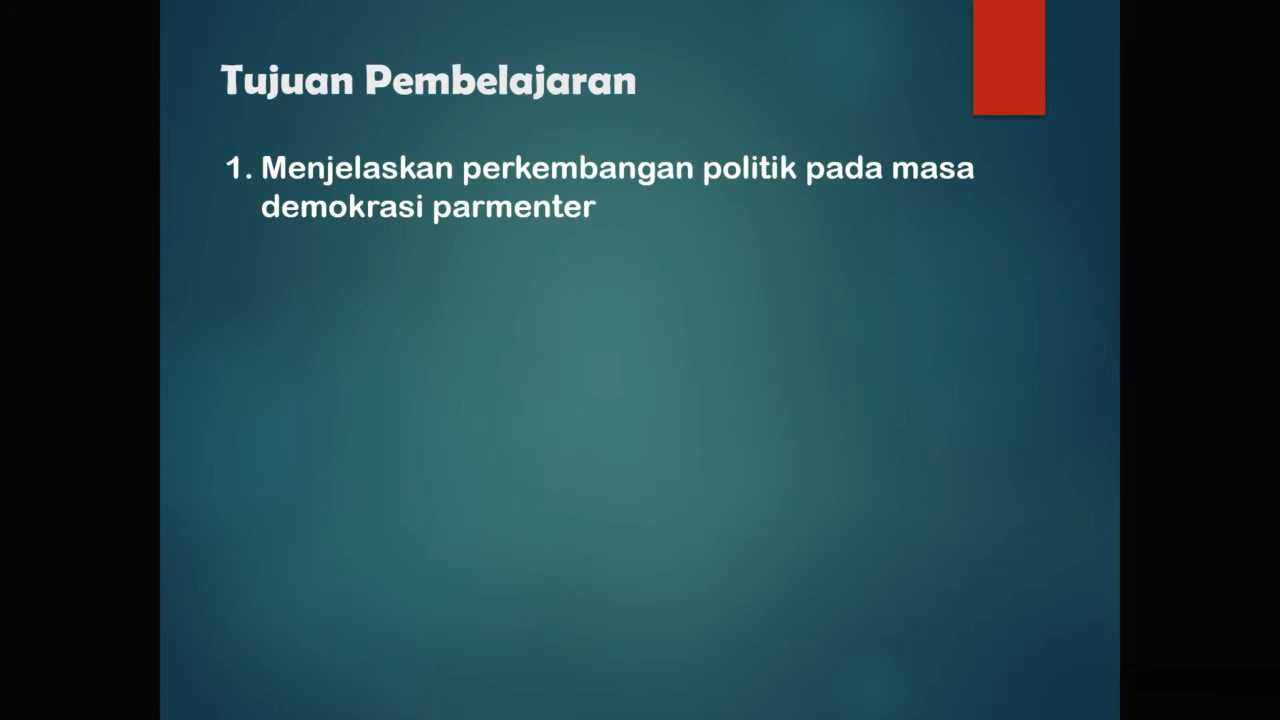 Tujuan Pembelajaran
1. Menjelaskan perkembangan politik pada masa
demokrasi parmenter